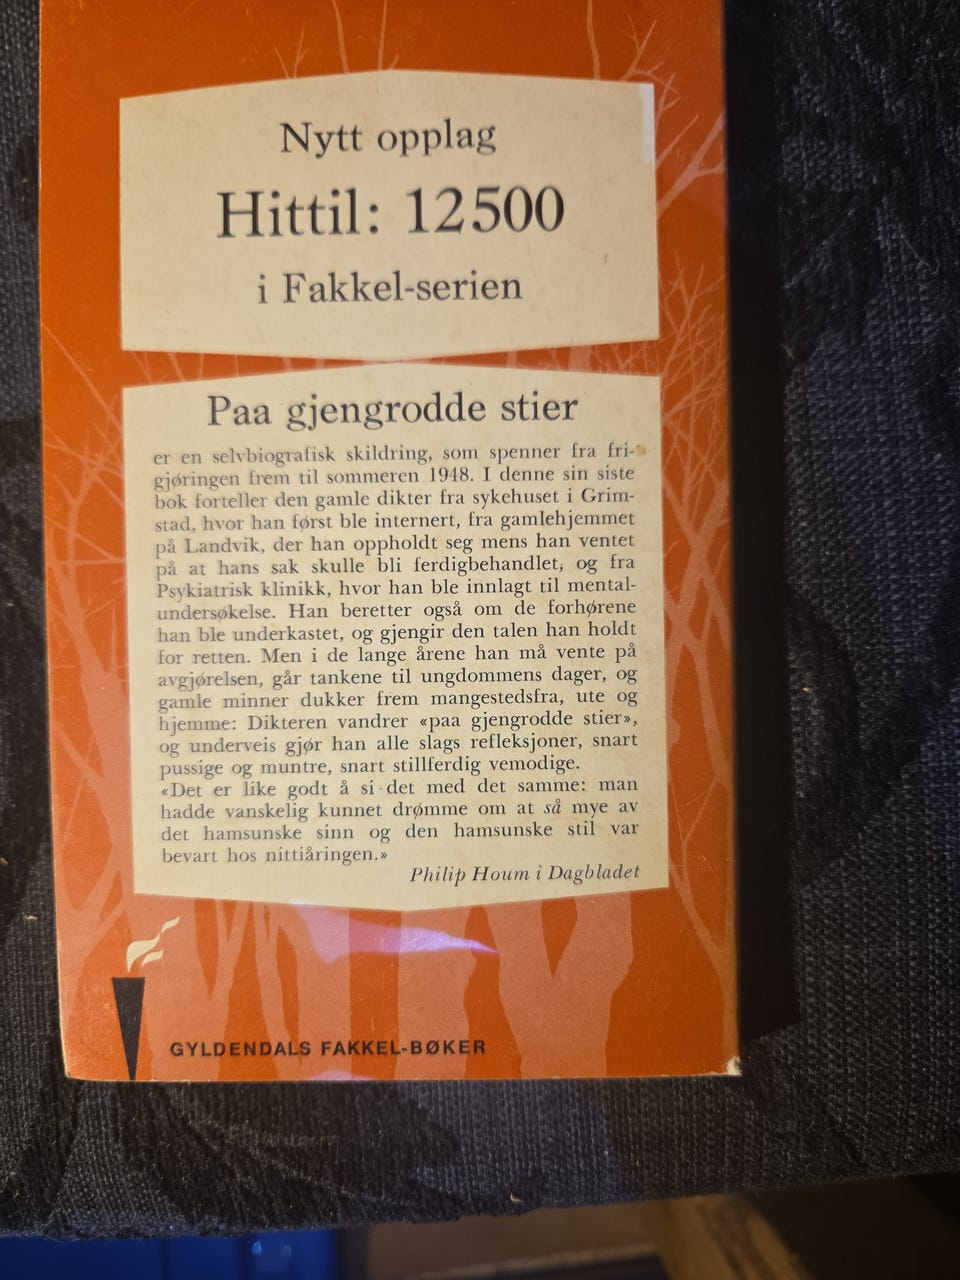 Nytt opplag
Hittil: 12500
i Fakkel-serien
Paa gjengrodde stier
er en selvbiografisk skildring, som spenner fra fri-
gjøringen frem til sommeren 1948. I denne sin siste
bok forteller den gamle dikter fra sykehuset i Grim-
stad, hvor han først ble internert, fra gamlehjemmet
på Landvik, der han oppholdt seg mens han ventet
på at hans sak skulle bli ferdigbehandlet, og fra
Psykiatrisk klinikk, hvor han ble innlagt til mental-
undersøkelse. Han beretter også om de forhørene
han ble underkastet, og gjengir den talen han holdt
for retten. Men i de lange årene han må vente på
avgjørelsen, går tankene til ungdommens dager, og
gamle minner dukker frem mangestedsfra, ute og
hjemme: Dikteren vandrer «paa gjengrodde stier»,
og underveis gjør han alle slags refleksjoner, snart
pussige og muntre, snart stillferdig vemodige.
«Det er like godt å si det med det samme: man
hadde vanskelig kunnet drømme om at så mye av
det hamsunske sinn og den hamsunske stil var
bevart hos nittiåringen.»
Philip Houm i Dagbladet
GYLDENDALS FAKKEL-BØKER